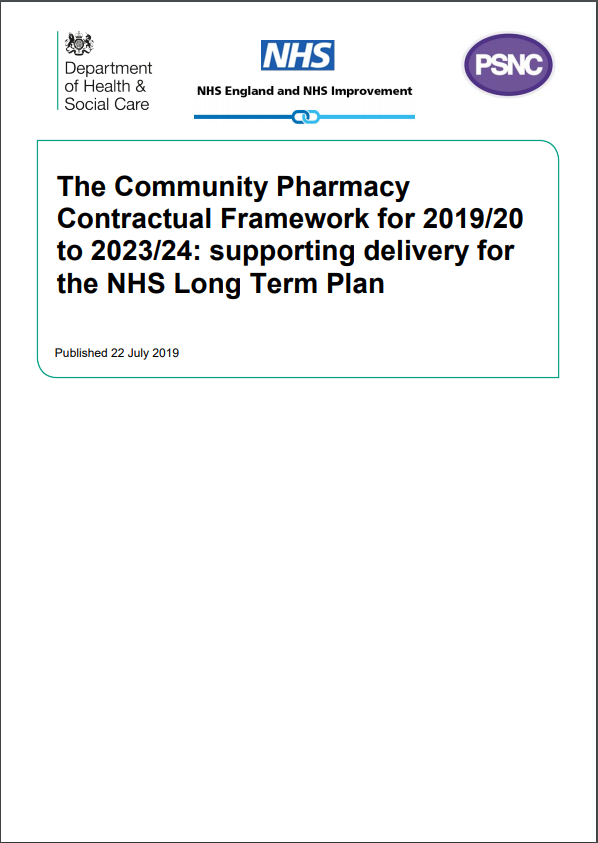 Department
of Health &
Social Care
NHS
NHS England and NHS Improvement
PSNC
The Community Pharmacy
Contractual Framework for 2019/20
to 2023/24: supporting delivery for
the NHS Long Term Plan
Published 22 July 2019